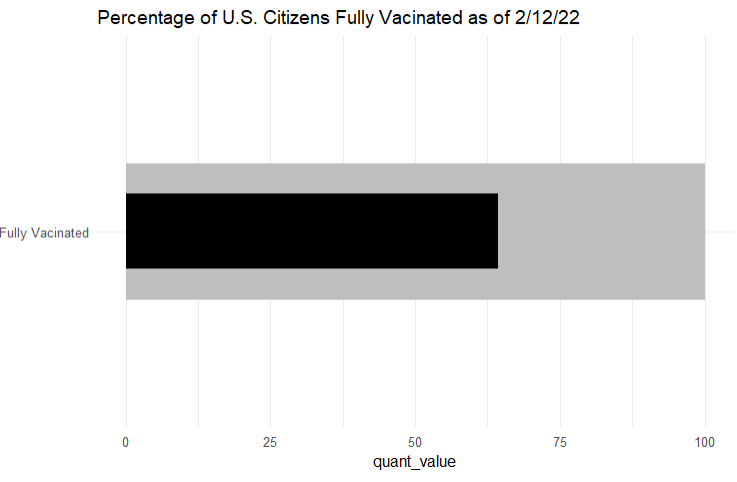 Percentage of U.S. Citizens Fully Vacinated as of 2/12/22
Fully Vacinated
0 25 50 75 100
quant_value